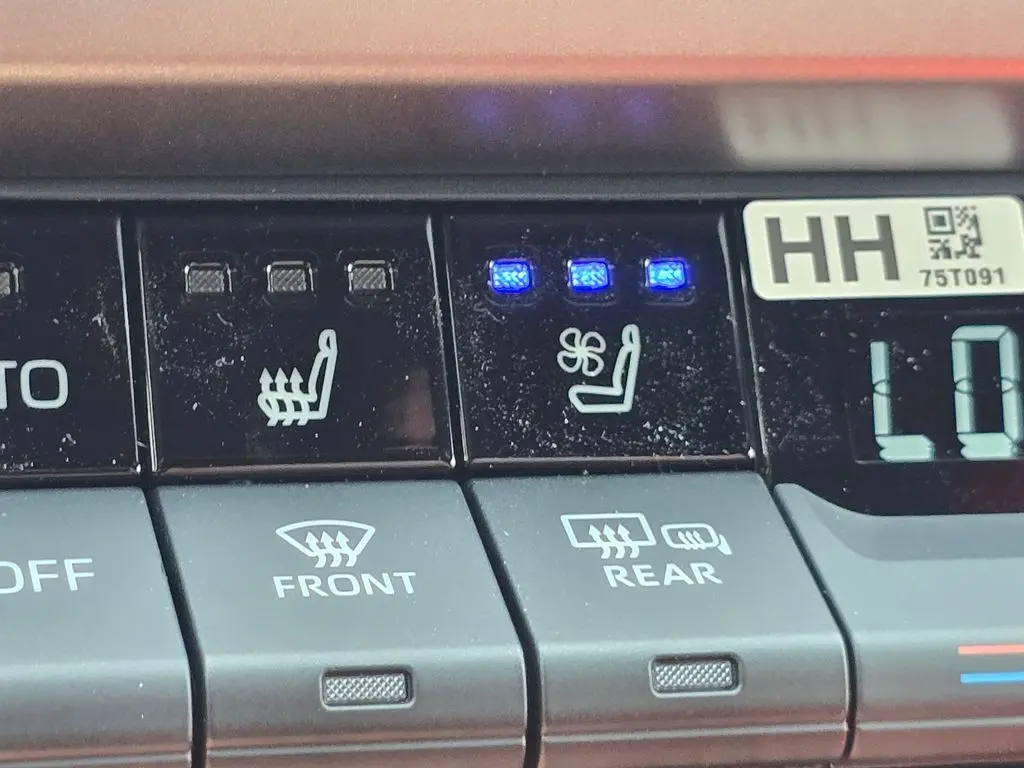 HH
75T091
TO
LO
OFF
FRONT
REAR